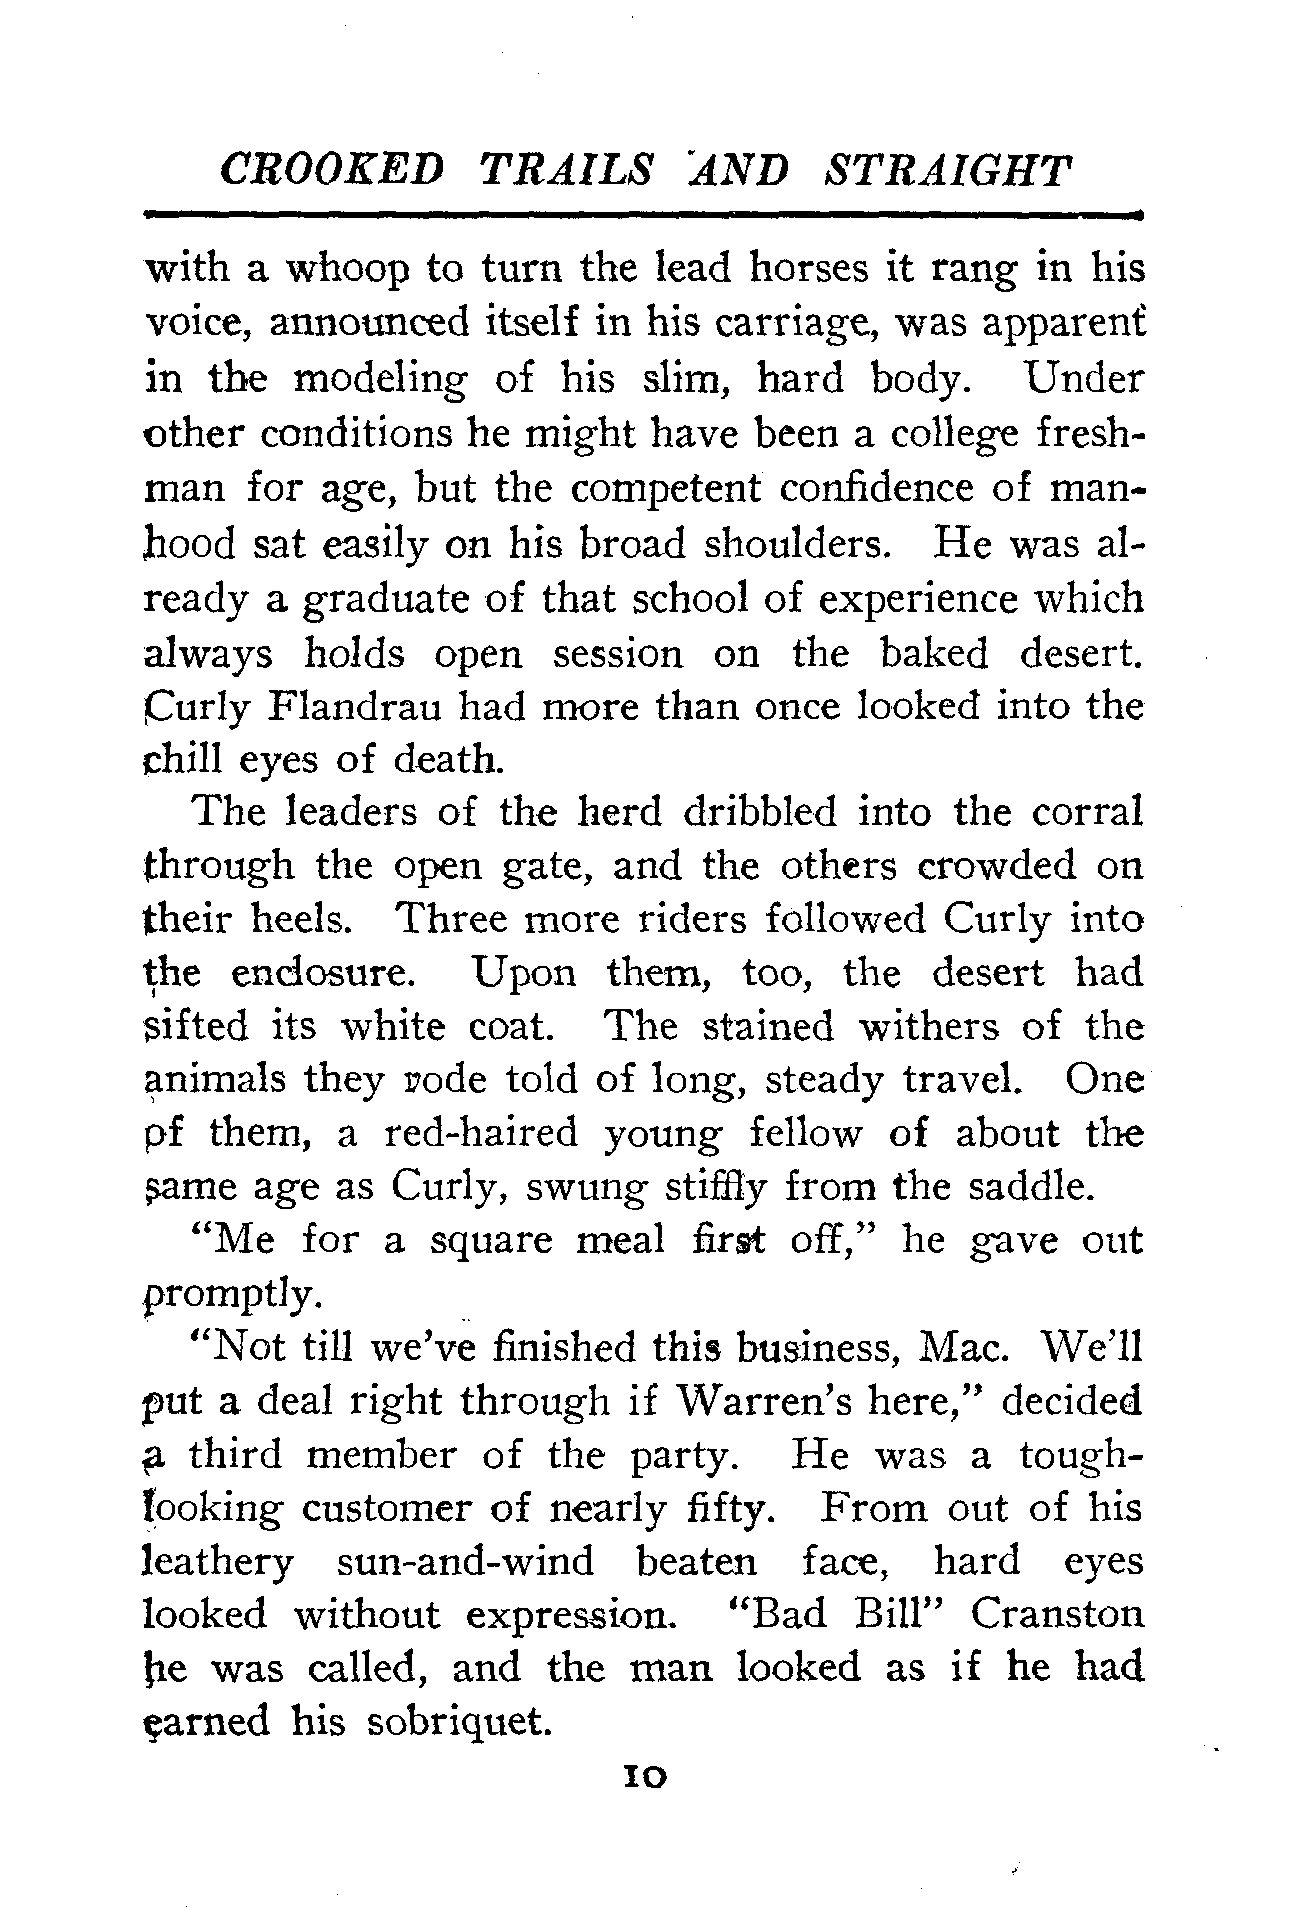 CROOKED TRAILS AND STRAIGHT
with a whoop to turn the lead horses it rang in his
voice, announced itself in his carriage, was apparent
in the modeling of his slim, hard body. Under
other conditions he might have been a college fresh-
man for age, but the competent confidence of man-
hood sat easily on his broad shoulders. He was al-
ready a graduate of that school of experience which
always holds open session on the baked desert.
Curly Flandrau had more than once looked into the
chill eyes of death.
The leaders of the herd dribbled into the corral
through the open gate, and the others crowded on
their heels. Three more riders followed Curly into
the enclosure. Upon them, too, the desert had
sifted its white coat. The stained withers of the
animals they rode told of long, steady travel. One
of them, a red-haired young fellow of about the
same age as Curly, swung stiffly from the saddle.
“Me for a square meal first off,” he gave out
promptly.
“Not till we’ve finished this business, Mac. We’ll
put a deal right through if Warren’s here,” decided
a third member of the party. He was a tough-
looking customer of nearly fifty. From out of his
leathery sun-and-wind beaten face, hard eyes
looked without expression. “Bad Bill” Cranston
he was called, and the man looked as if he had
earned his sobriquet.
10